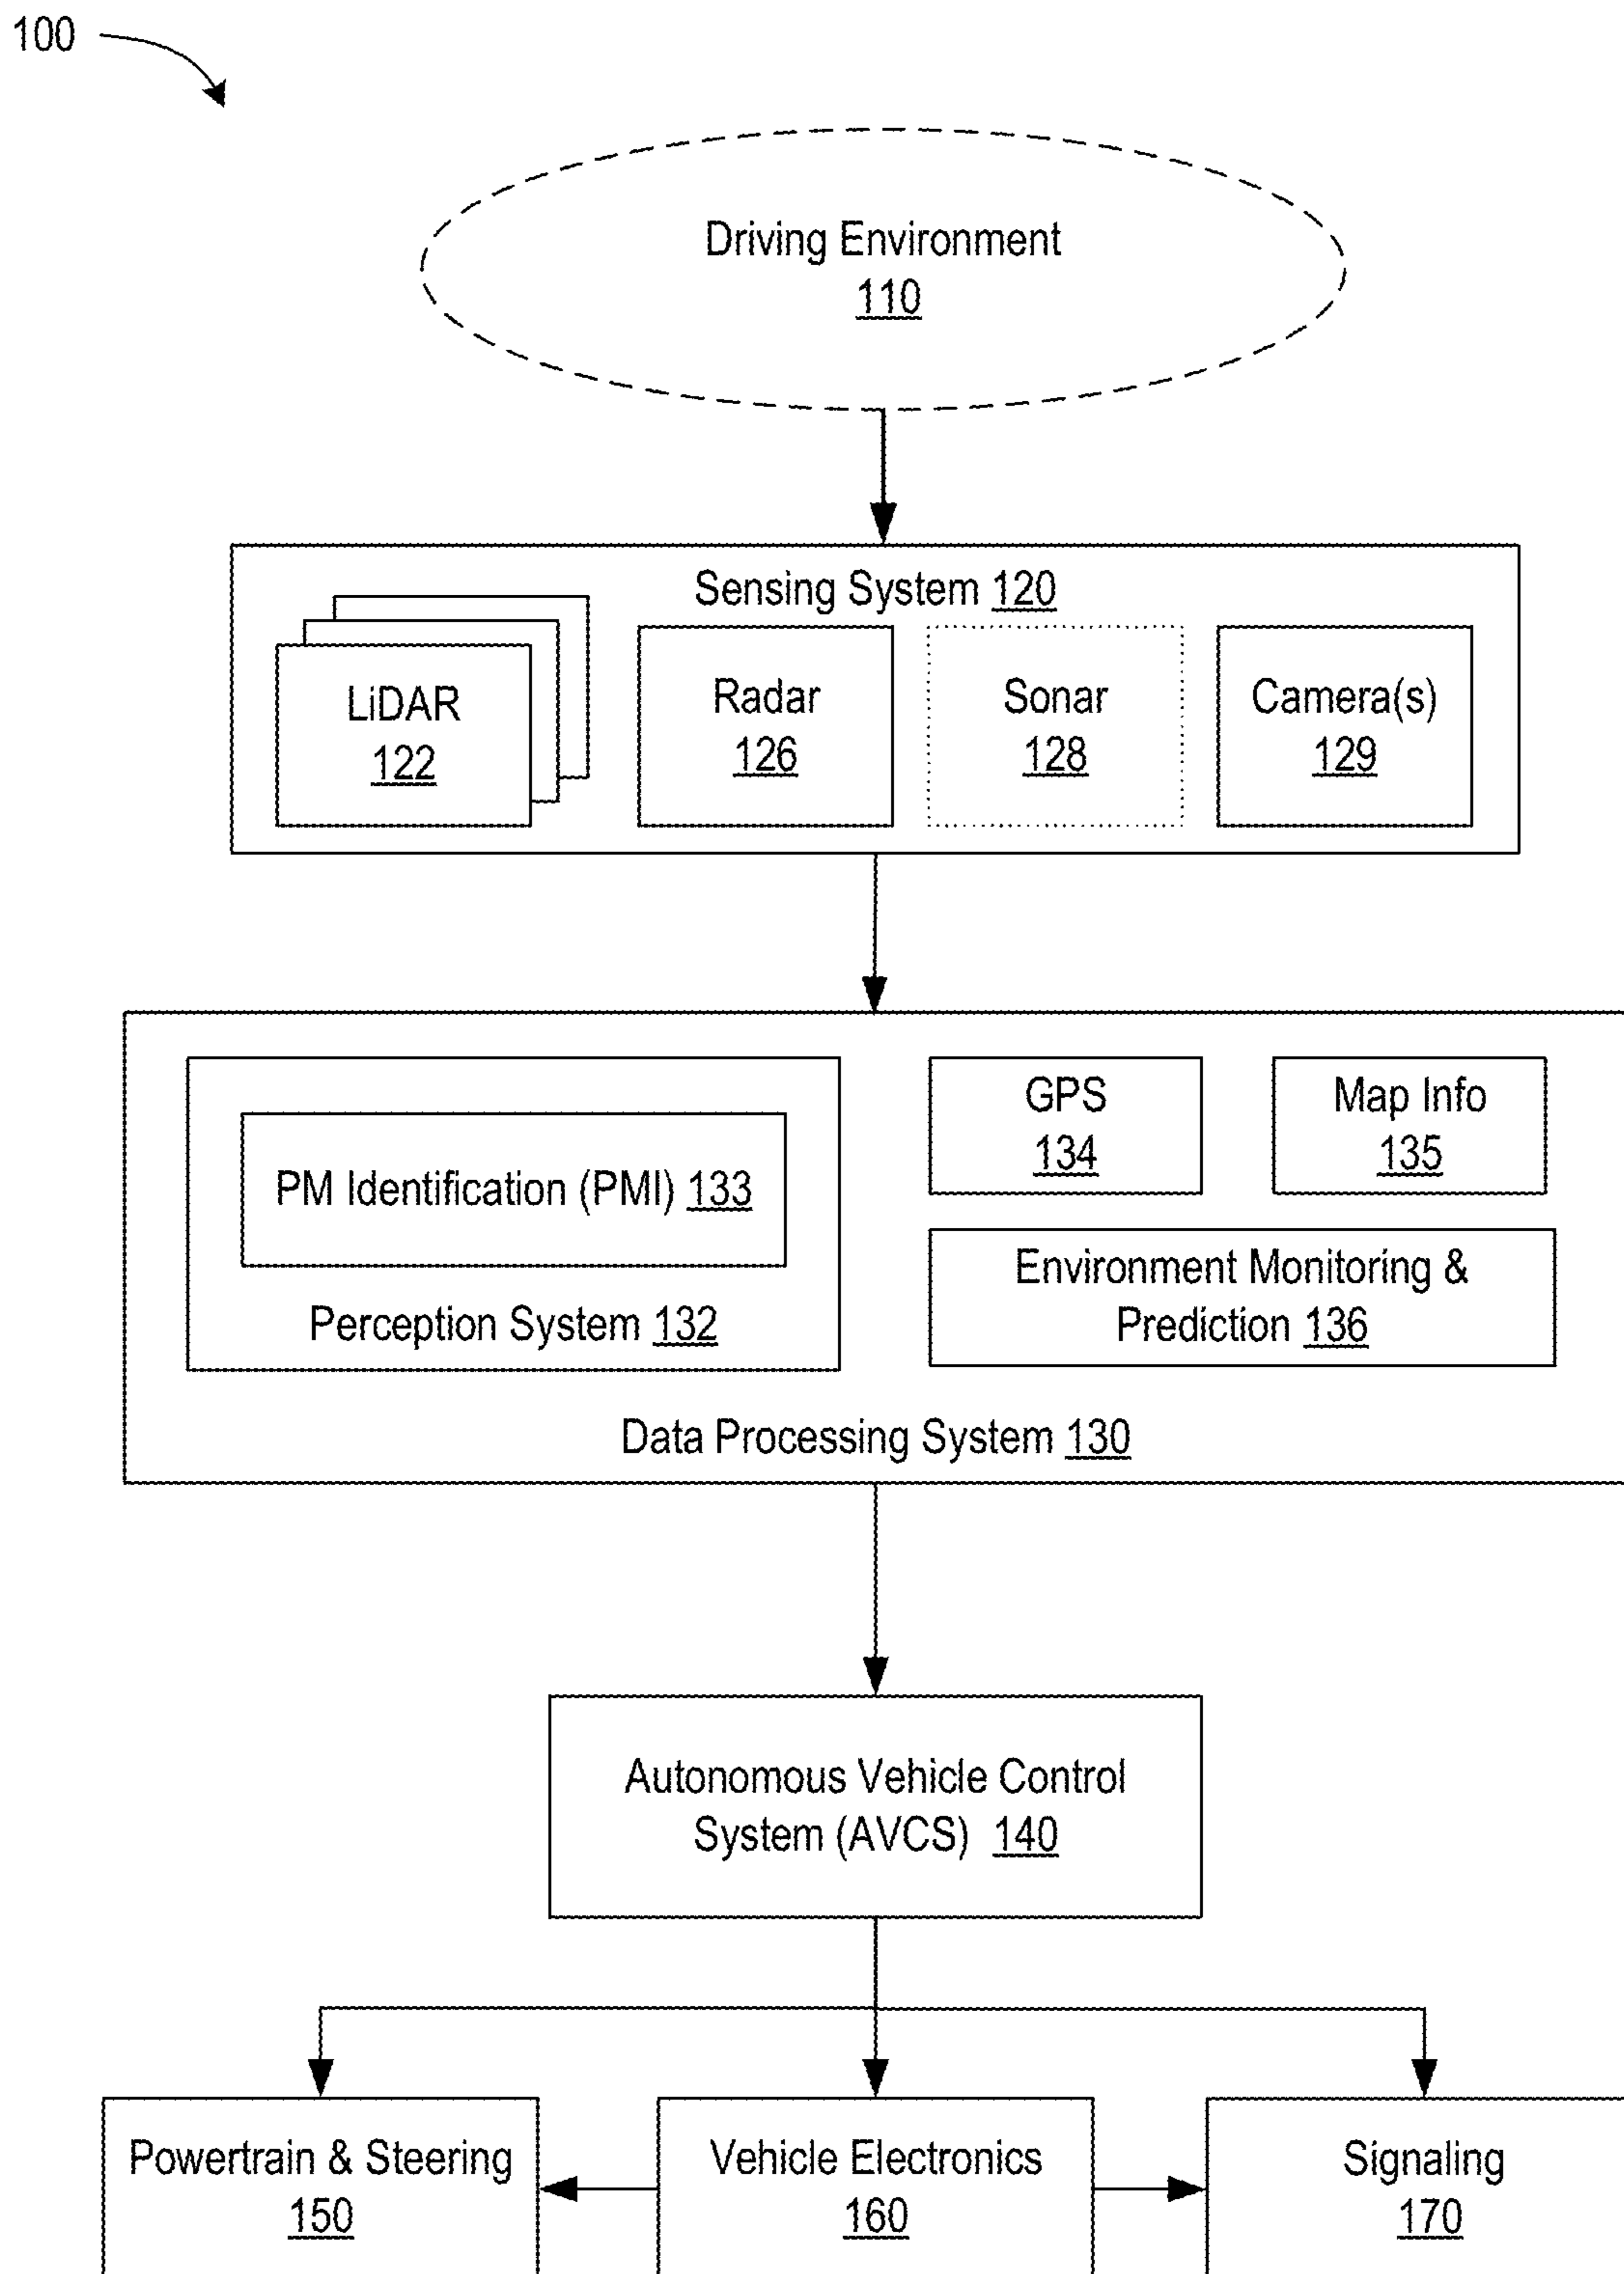 100
Driving Environment
110
Sensing System 120
LiDAR
122
Radar
126
Sonar
128
Camera(s)
129
PM Identification (PMI) 133
Perception System 132
GPS
134
Map Info
135
Environment Monitoring &
Prediction 136
Data Processing System 130
Autonomous Vehicle Control
System (AVCS) 140
Powertrain & Steering
150
Vehicle Electronics
160
Signaling
170